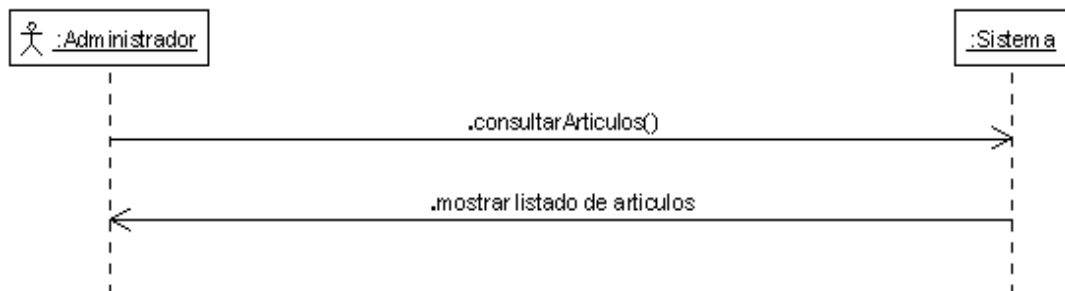 :Administrador
:Sistema
.consultarArticulos()
.mostrar listado de articulos